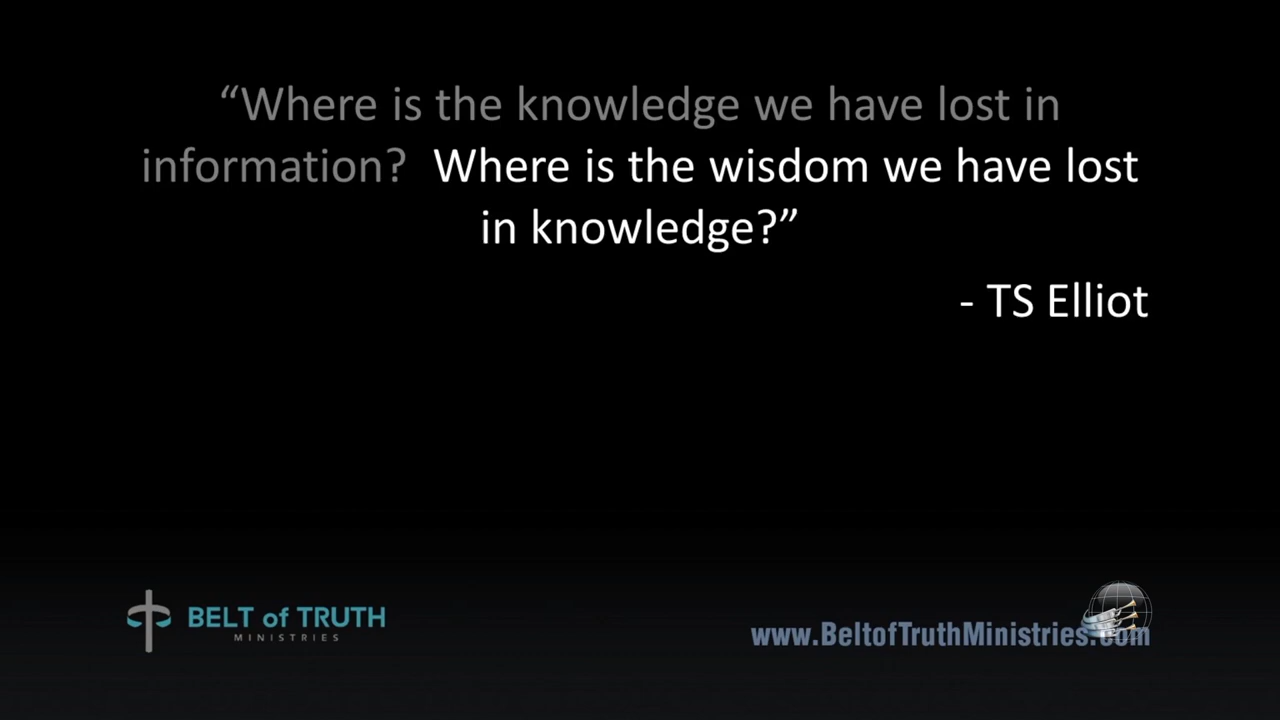 “Where is the knowledge we have lost in
information? Where is the wisdom we have lost
in knowledge?”
- TS Elliot
BELT of TRUTH
MINISTRIES
www.BeltofTruthMinistries.com